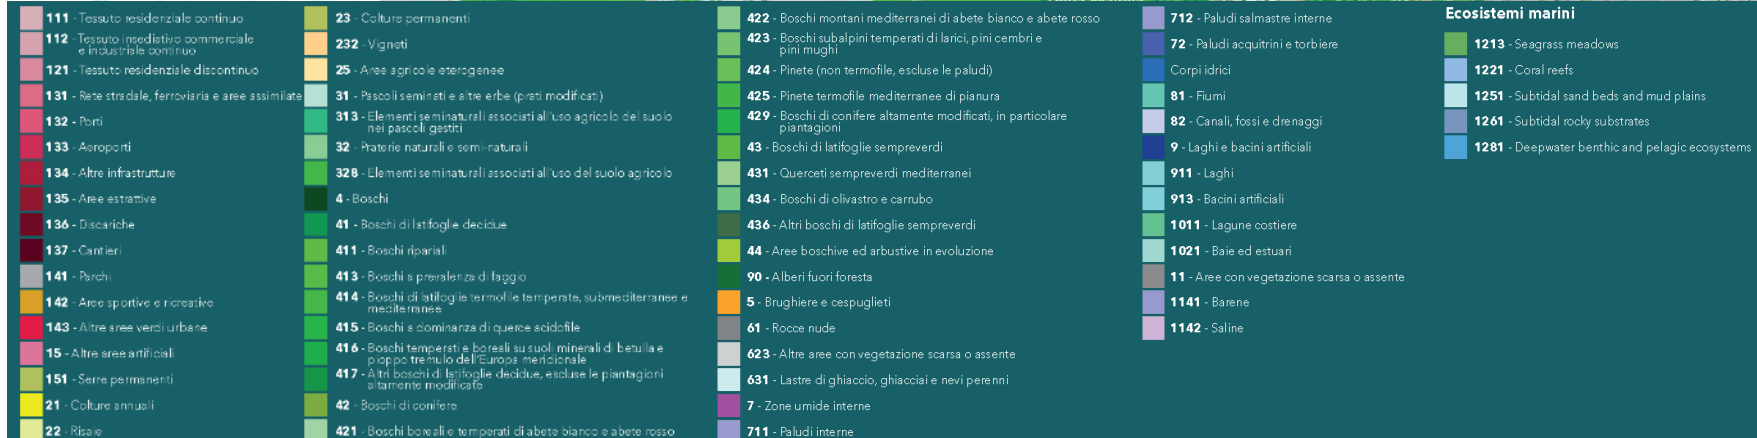 111 - Tessuto residenziale continuo
112 - Tessuto insediativo commerciale
e industriale continuo
121 - Tessuto residenziale discontinuo
131 - Rete stradale, ferroviaria e aree assimilate
132 - Porti
133 - Aeroporti
134 - Altre infrastrutture
135 - Aree estrattive
136 - Discariche
137 - Cantieri
141 - Parchi
142 - Aree sportive e ricreative
143 - Altre aree verdi urbane
15 - Altre aree artificiali
151 - Serre permanenti
21 - Colture annuali
22 - Risaie
23 - Colture permanenti
232 - Vigneti
25 - Aree agricole eterogenee
31 - Pascoli seminati e altre erbe (prati modificati)
313 - Elementi seminaturali associati all'uso agricolo del suolo
nei pascoli gestiti
32 - Praterie naturali e semi-naturali
328 - Elementi seminaturali associati all'uso del suolo agricolo
4 - Boschi
41 - Boschi di latifoglie decidue
411 - Boschi ripariali
413 - Boschi a prevalenza di faggio
414 - Boschi di latifoglie termofile temperate, submediterranee e
mediterranee
415 - Boschi a dominanza di querce acidofile
416 - Boschi temperati e boreali su suoli minerali di betulla e
pioppo tremulo dell'Europa meridionale
417 - Altri boschi di latifoglie decidue, escluse le piantagioni
altamente modificate
42 - Boschi di conifere
421 - Boschi boreali e temperati di abete bianco e abete rosso
422 - Boschi montani mediterranei di abete bianco e abete rosso
423 - Boschi subalpini temperati di larici, pini cembri e
pini mughi
424 - Pinete (non termofile, escluse le paludi)
425 - Pinete termofile mediterranee di pianura
429 - Boschi di conifere altamente modificati, in particolare
piantagioni
43 - Boschi di latifoglie sempreverdi
431 - Querceti sempreverdi mediterranei
434 - Boschi di olivastro e carrubo
436 - Altri boschi di latifoglie sempreverdi
44 - Aree boschive ed arbustive in evoluzione
90 - Alberi fuori foresta
5 - Brughiere e cespuglieti
61 - Rocce nude
623 - Altre aree con vegetazione scarsa o assente
631 - Lastre di ghiaccio, ghiacciai e nevi perenni
7 - Zone umide interne
711 - Paludi interne
712 - Paludi salmastre interne
72 - Paludi acquitrini e torbiere
Corpi idrici
81 - Fiumi
82 - Canali, fossi e drenaggi
9 - Laghi e bacini artificiali
911 - Laghi
913 - Bacini artificiali
1011 - Lagune costiere
1021 - Baie ed estuari
11 - Aree con vegetazione scarsa o assente
1141 - Barene
1142 - Saline
Ecosistemi marini
1213 - Seagrass meadows
1221 - Coral reefs
1251 - Subtidal sand beds and mud plains
1261 - Subtidal rocky substrates
1281 - Deepwater benthic and pelagic ecosystems